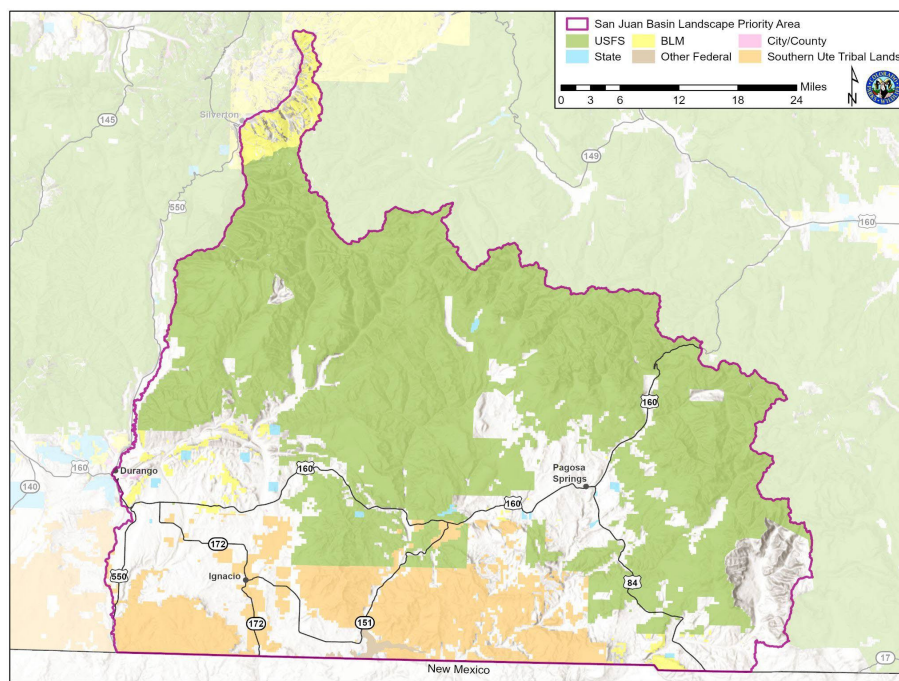 San Juan Basin Landscape Priority Area
USFS BLM City/County
State Other Federal Southern Ute Tribal Lands
Miles
0 3 6 12 18 24
N
145
Silverton
149
550
160
160
160
Durango
140
160
Pagosa
Springs
160
172
550
Ignacio
84
172
151
17
New Mexico